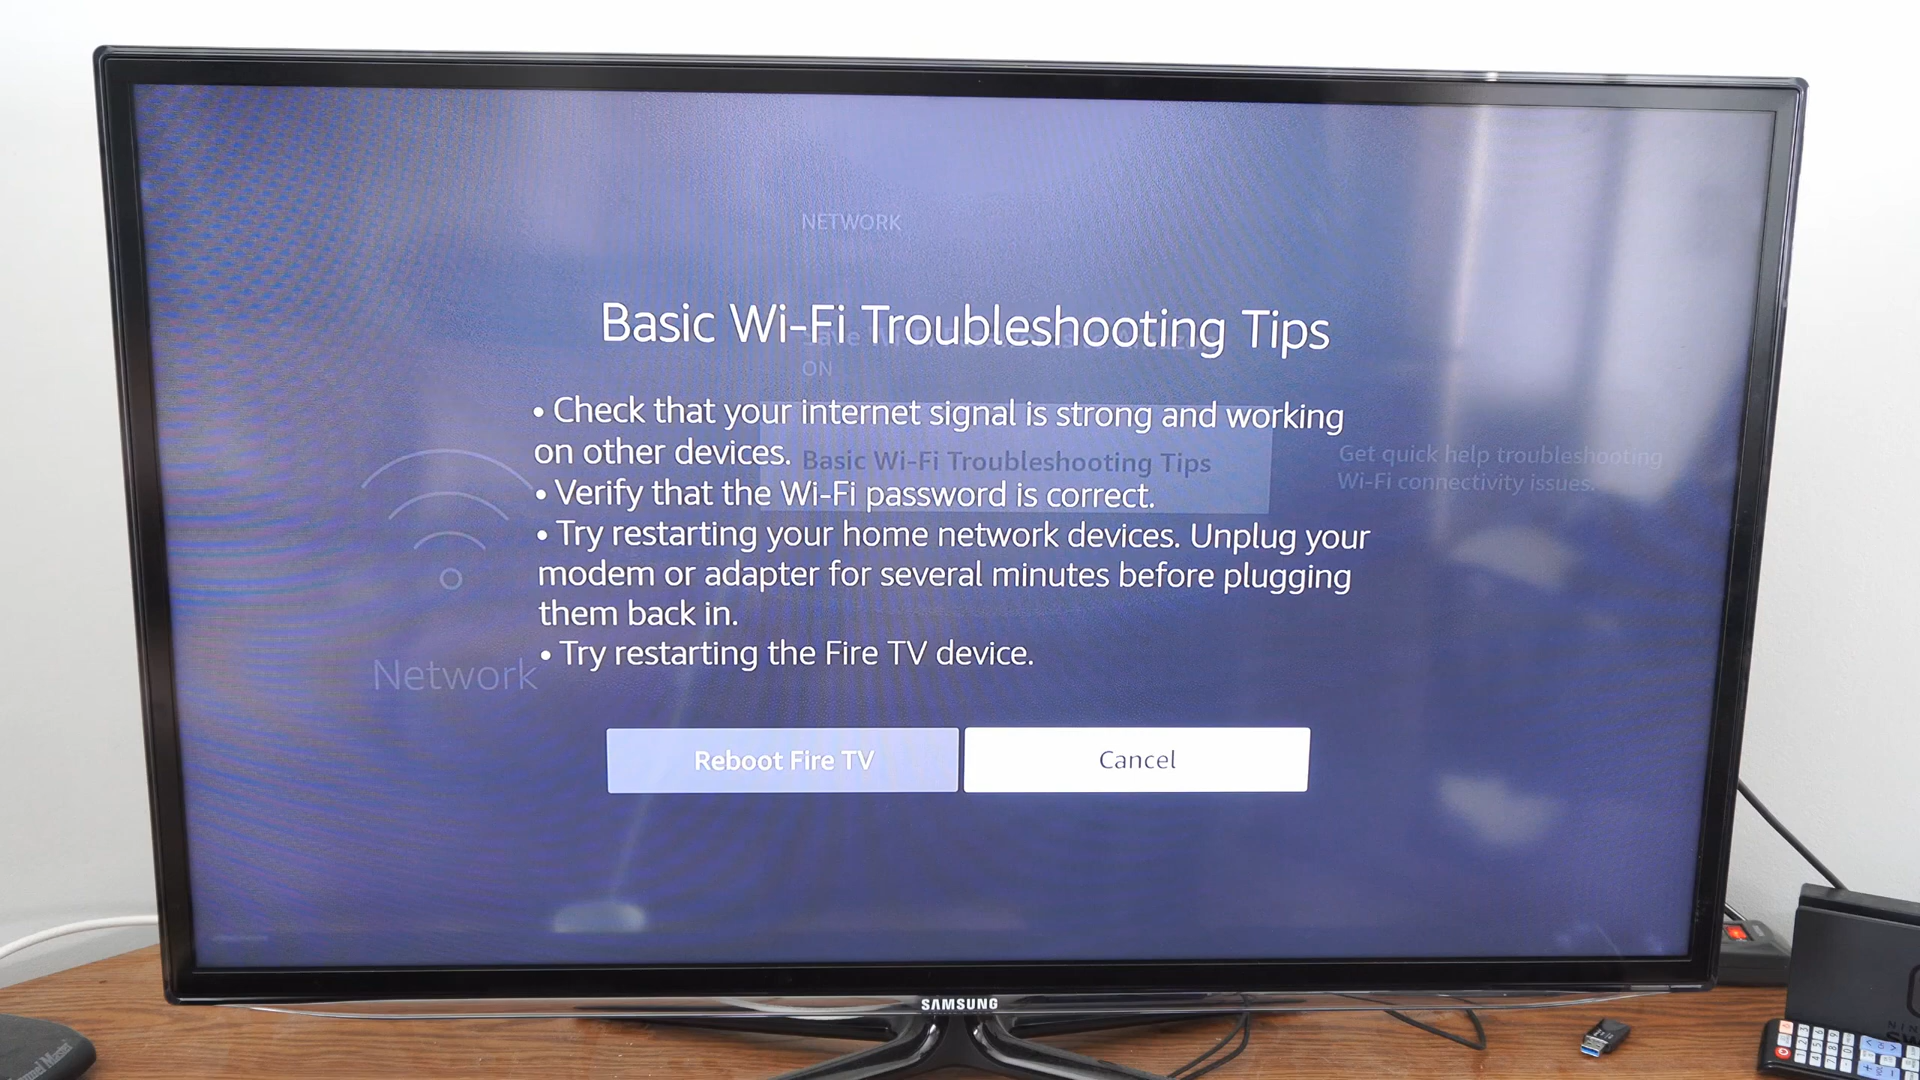 NETWORK
Basic Wi-Fi Troubleshooting Tips
ON
• Check that your internet signal is strong and working
on other devices.
Basic Wi-Fi Troubleshooting Tips
Get quick help troubleshooting
Wi-Fi connectivity issues.
• Verify that the Wi-Fi password is correct.
• Try restarting your home network devices. Unplug your
modem or adapter for several minutes before plugging
them back in.
• Try restarting the Fire TV device.
Network
Reboot Fire TV
Cancel
SAMSUNG